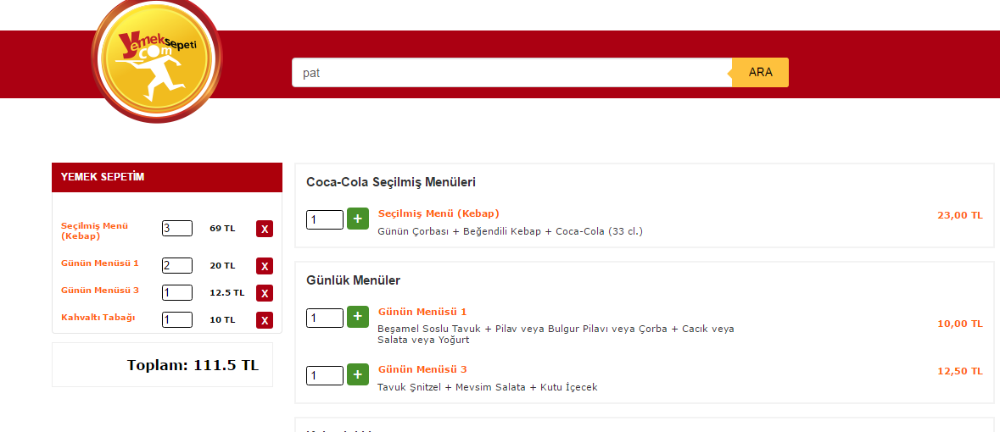 Yemeksepeti
com
pat
ARA
YEMEK SEPETİM
Seçilmiş Menü
(Kebap)
3
69 TL
X
Günün Menüsü 1
2
20 TL
X
Günün Menüsü 3
1
12.5 TL
X
Kahvaltı Tabağı
1
10 TL
X
Toplam: 111.5 TL
Coca-Cola Seçilmiş Menüleri
1
+
Seçilmiş Menü (Kebap)
23,00 TL
Günün Çorbası + Beğendili Kebap + Coca-Cola (33 cl.)
Günlük Menüler
1
+
Günün Menüsü 1
Beşamel Soslu Tavuk + Pilav veya Bulgur Pilavı veya Çorba + Cacık veya
10,00 TL
Salata veya Yoğurt
1
+
Günün Menüsü 3
12,50 TL
Tavuk Şnitzel + Mevsim Salata + Kutu İçecek